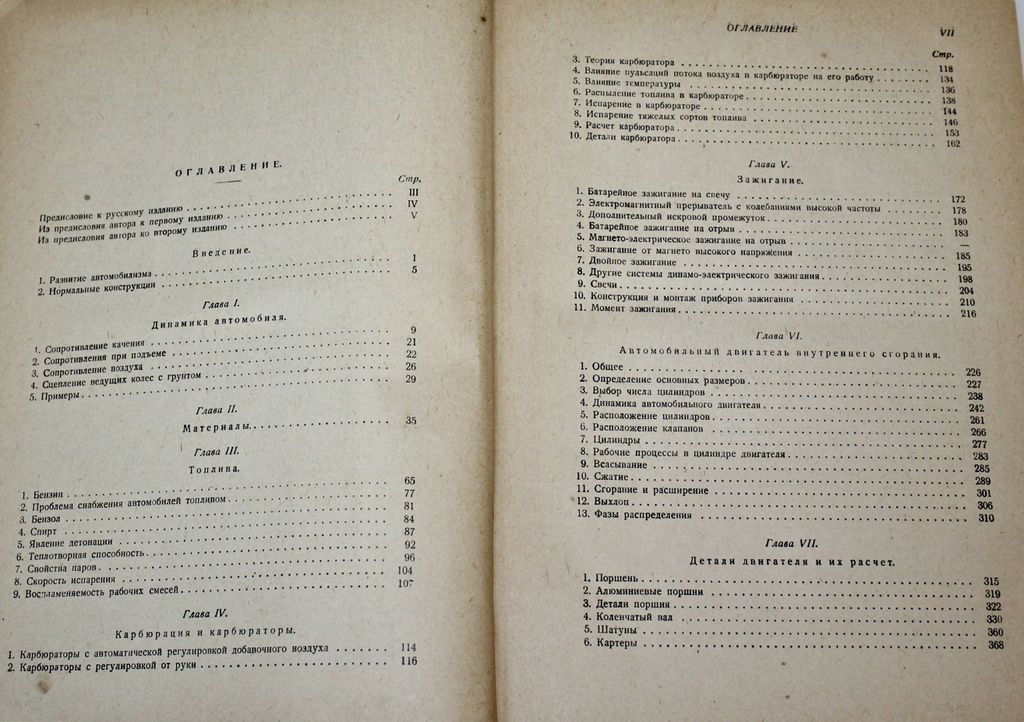 ОГЛАВЛЕНИЕ.
Стр.
Предисловие к русскому изданию III
Из предисловия автора к первому изданию IV
Из предисловия автора ко второму изданию V
Введение.
1. Развитие автомобилизма 1
2. Нормальные конструкции 5
Глава I.
Динамика автомобиля.
1. Сопротивление качения 9
2. Сопротивления при подъеме 21
3. Сопротивление воздуха 22
4. Сцепление ведущих колес с грунтом 26
5. Примеры 29
Глава II.
Материалы 35
Глава III.
Топлива.
1. Бензин 65
2. Проблема снабжения автомобилей топливом 77
3. Бензол 81
4. Спирт 84
5. Явление детонации 87
6. Теплотворная способность 92
7. Свойства паров 96
8. Скорость испарения 104
9. Воспламеняемость рабочих смесей 107
Глава IV.
Карбюрация и карбюраторы.
1. Карбюраторы с автоматической регулировкой добавочного воздуха 114
2. Карбюраторы с регулировкой от руки 116
ОГЛАВЛЕНИЕ VII
Стр.
3. Теория карбюратора 118
4. Влияние пульсаций потока воздуха в карбюраторе на его работу 134
5. Влияние температуры 136
6. Распыление топлива в карбюраторе 138
7. Испарение в карбюраторе 144
8. Испарение тяжелых сортов топлива 146
9. Расчет карбюратора 153
10. Детали карбюратора 162
Глава V.
Зажигание.
1. Батарейное зажигание на свечу 172
2. Электромагнитный прерыватель с колебаниями высокой частоты 178
3. Дополнительный искровой промежуток 180
4. Батарейное зажигание на отрыв 183
5. Магнето-электрическое зажигание на отрыв —
6. Зажигание от магнето высокого напряжения 185
7. Двойное зажигание 195
8. Другие системы динамо-электрического зажигания 198
9. Свечи 204
10. Конструкция и монтаж приборов зажигания 210
11. Момент зажигания 216
Глава VI.
Автомобильный двигатель внутреннего сгорания.
1. Общее 226
2. Определение основных размеров 227
3. Выбор числа цилиндров 238
4. Динамика автомобильного двигателя 242
5. Расположение цилиндров 261
6. Расположение клапанов 266
7. Цилиндры 277
8. Рабочие процессы в цилиндре двигателя 283
9. Всасывание 285
10. Сжатие 289
11. Сгорание и расширение 301
12. Выхлоп 306
13. Фазы распределения 310
Глава VII.
Детали двигателя и их расчет.
1. Поршень 315
2. Алюминиевые поршни 319
3. Детали поршня 322
4. Коленчатый вал 330
5. Шатуны 360
6. Картеры 368